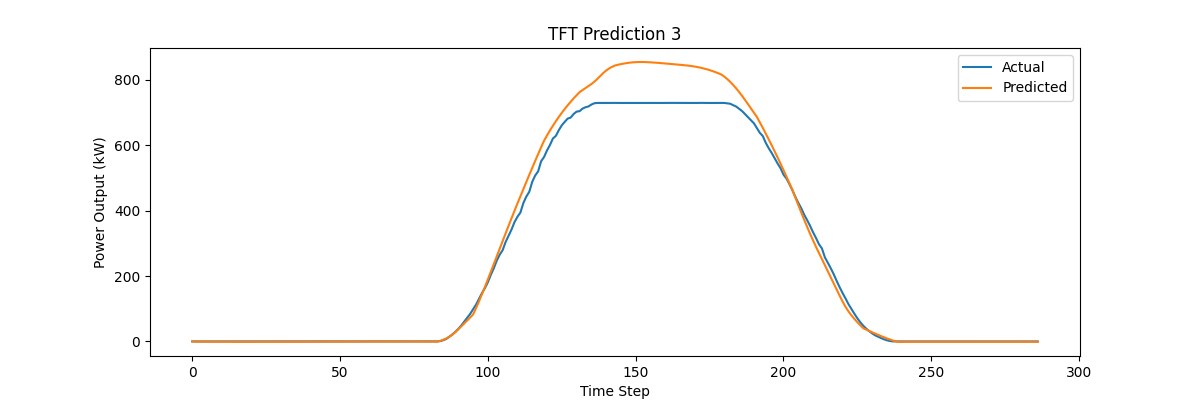 TFT Prediction 3
Actual
Predicted
Power Output (kW)
800
600
400
200
0
0 50 100 150 200 250 300
Time Step